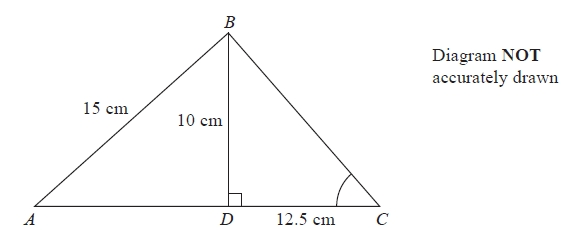 B
Diagram NOT
accurately drawn
15 cm
10 cm
A
D
12.5 cm
C